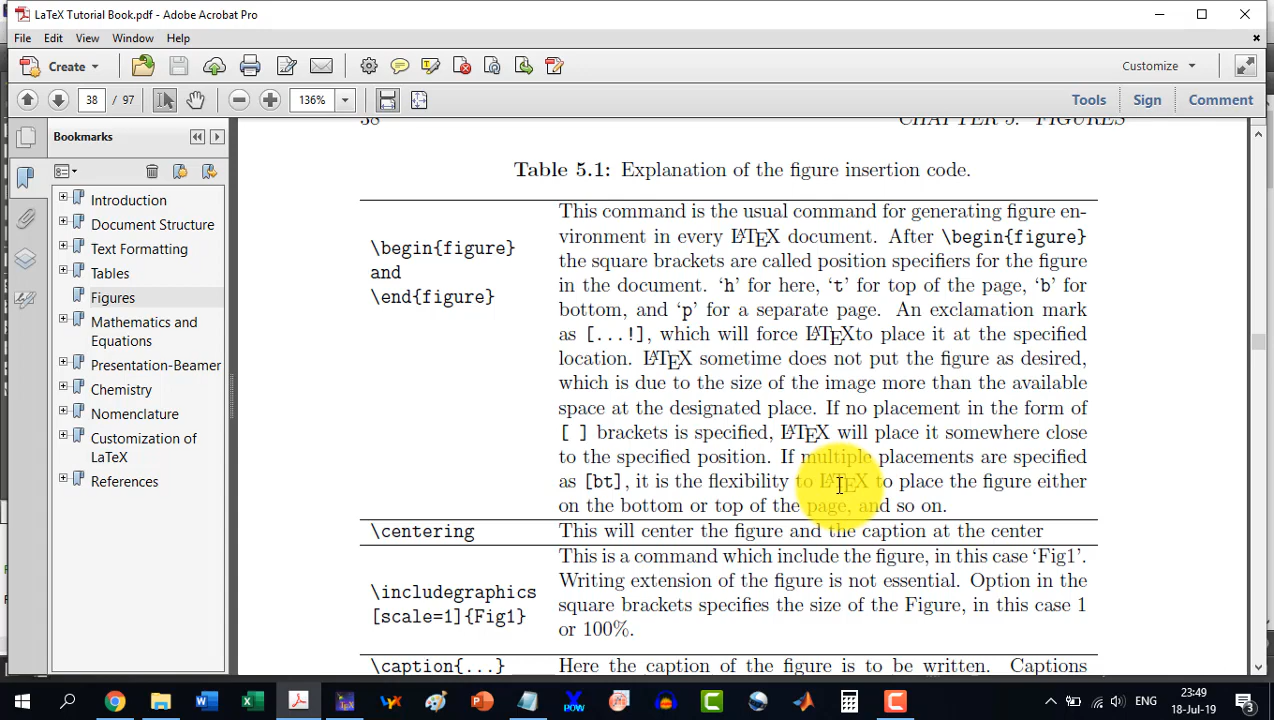 LaTeX Tutorial Book.pdf - Adobe Acrobat Pro
File Edit View Window Help
Create Customize
38 / 97 136% Tools Sign Comment
Bookmarks
Introduction
Document Structure
Text Formatting
Tables
Figures
Mathematics and
Equations
Presentation-Beamer
Chemistry
Nomenclature
Customization of
LaTeX
References
38 CHAPTER 5. FIGURES
Table 5.1: Explanation of the figure insertion code.
\begin{figure}
and
\end{figure}
This command is the usual command for generating figure en-
vironment in every LATEX document. After \begin{figure}
the square brackets are called position specifiers for the figure
in the document. ‘h’ for here, ‘t’ for top of the page, ‘b’ for
bottom, and ‘p’ for a separate page. An exclamation mark
as [...!], which will force LATEXto place it at the specified
location. LATEX sometime does not put the figure as desired,
which is due to the size of the image more than the available
space at the designated place. If no placement in the form of
[ ] brackets is specified, LATEX will place it somewhere close
to the specified position. If multiple placements are specified
as [bt], it is the flexibility to LATEX to place the figure either
on the bottom or top of the page, and so on.
\centering This will center the figure and the caption at the center
\includegraphics
[scale=1]{Fig1}
This is a command which include the figure, in this case ‘Fig1’.
Writing extension of the figure is not essential. Option in the
square brackets specifies the size of the Figure, in this case 1
or 100%.
\caption{...} Here the caption of the figure is to be written. Captions
ENG 23:49
18-Jul-19 3